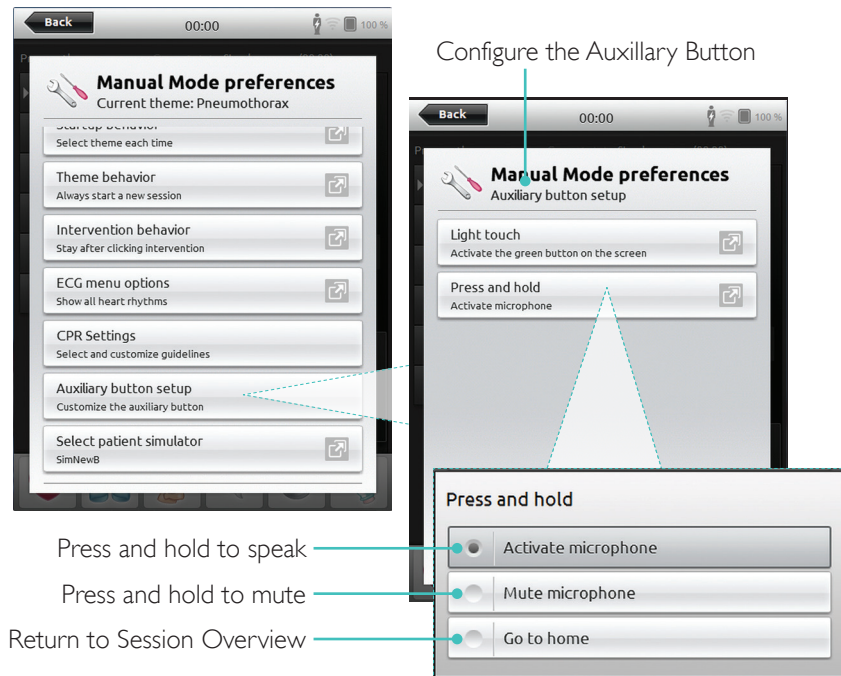 Back
00:00
100 %
Manual Mode preferences
Current theme: Pneumothorax
Startup behavior
Select theme each time
Theme behavior
Always start a new session
Intervention behavior
Stay after clicking intervention
ECG menu options
Show all heart rhythms
CPR Settings
Select and customize guidelines
Auxiliary button setup
Customize the auxiliary button
Select patient simulator
SimNewB
Configure the Auxillary Button
Back
00:00
100 %
Manual Mode preferences
Auxiliary button setup
Light touch
Activate the green button on the screen
Press and hold
Activate microphone
Press and hold
Press and hold to speak
Activate microphone
Press and hold to mute
Mute microphone
Return to Session Overview
Go to home